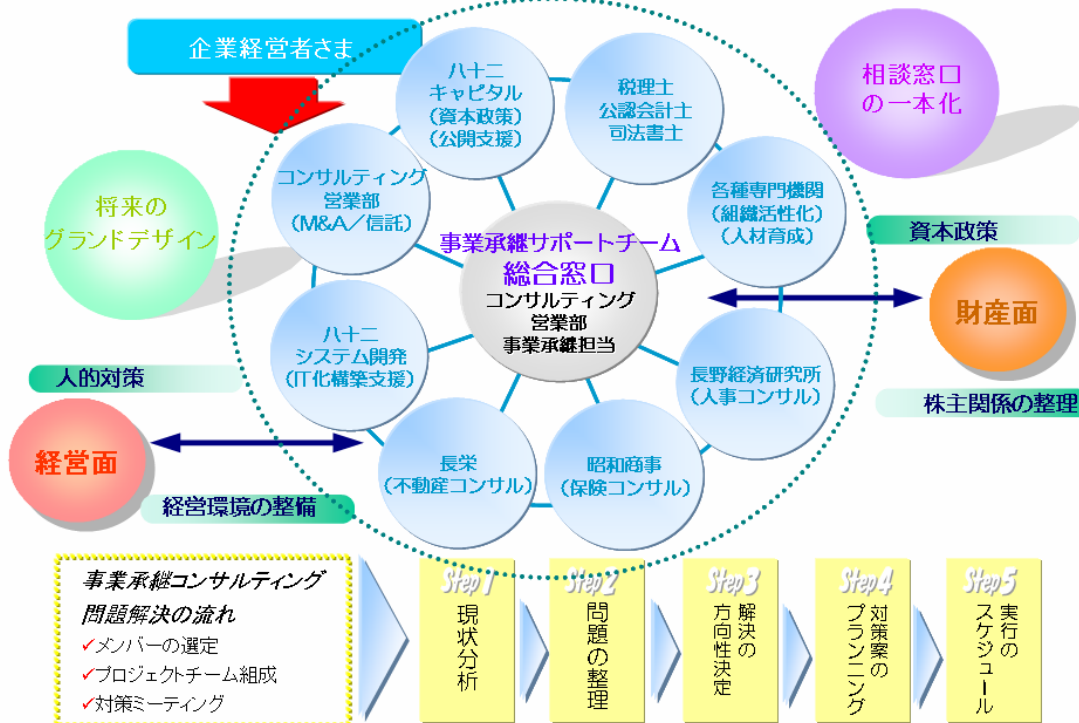 企業経営者さま
八十二
キャピタル
(資本政策)
(公開支援)
税理士
公認会計士
司法書士
相談窓口
の一本化
コンサルティング
営業部
(M&A／信託)
各種専門機関
(組織活性化)
(人材育成)
将来の
グランドデザイン
事業承継サポートチーム
総合窓口
コンサルティング
営業部
事業承継担当
資本政策
財産面
株主関係の整理
八十二
システム開発
(IT化構築支援)
長野経済研究所
(人事コンサル)
人的対策
経営面
経営環境の整備
長栄
(不動産コンサル)
昭和商事
(保険コンサル)
事業承継コンサルティング
問題解決の流れ
✓メンバーの選定
✓プロジェクトチーム組成
✓対策ミーティング
Step1
現状分析
Step2
問題の整理
Step3
解決の
方向性決定
Step4
対策案の
プランニング
Step5
実行の
スケジュール